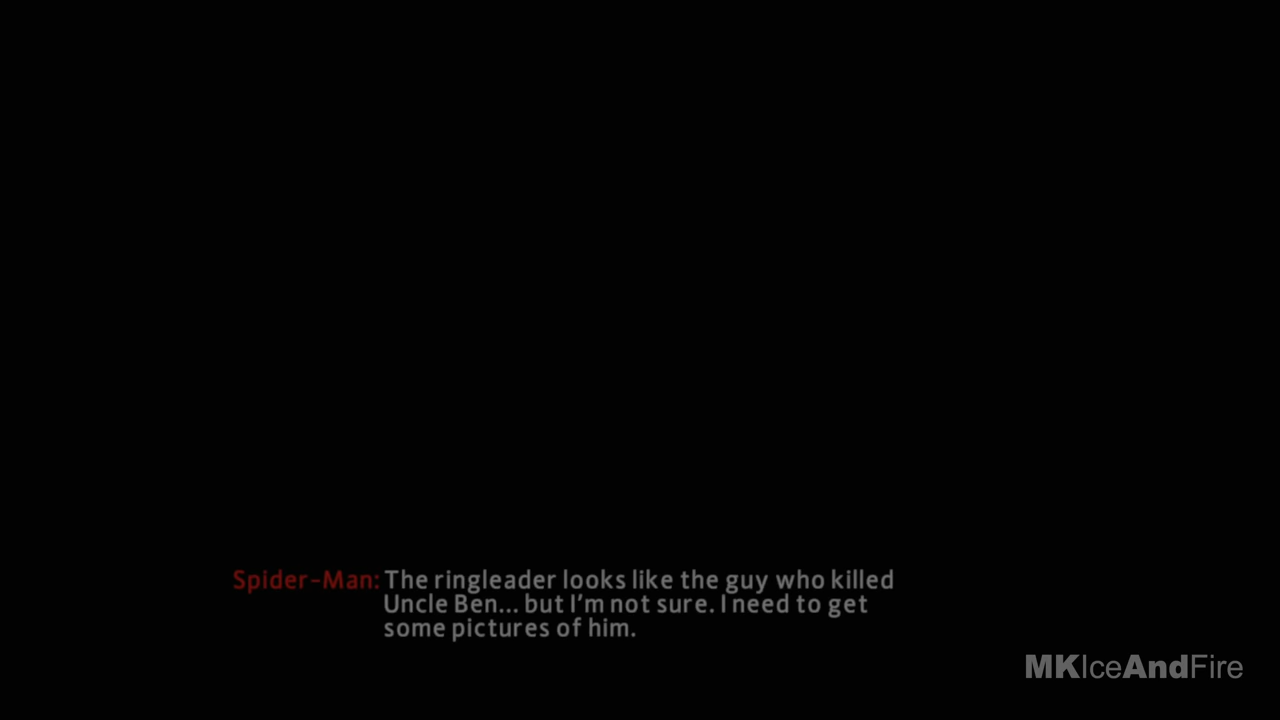 Spider-Man: The ringleader looks like the guy who killed
Uncle Ben... but I'm not sure. I need to get
some pictures of him.
MKIceAndFire